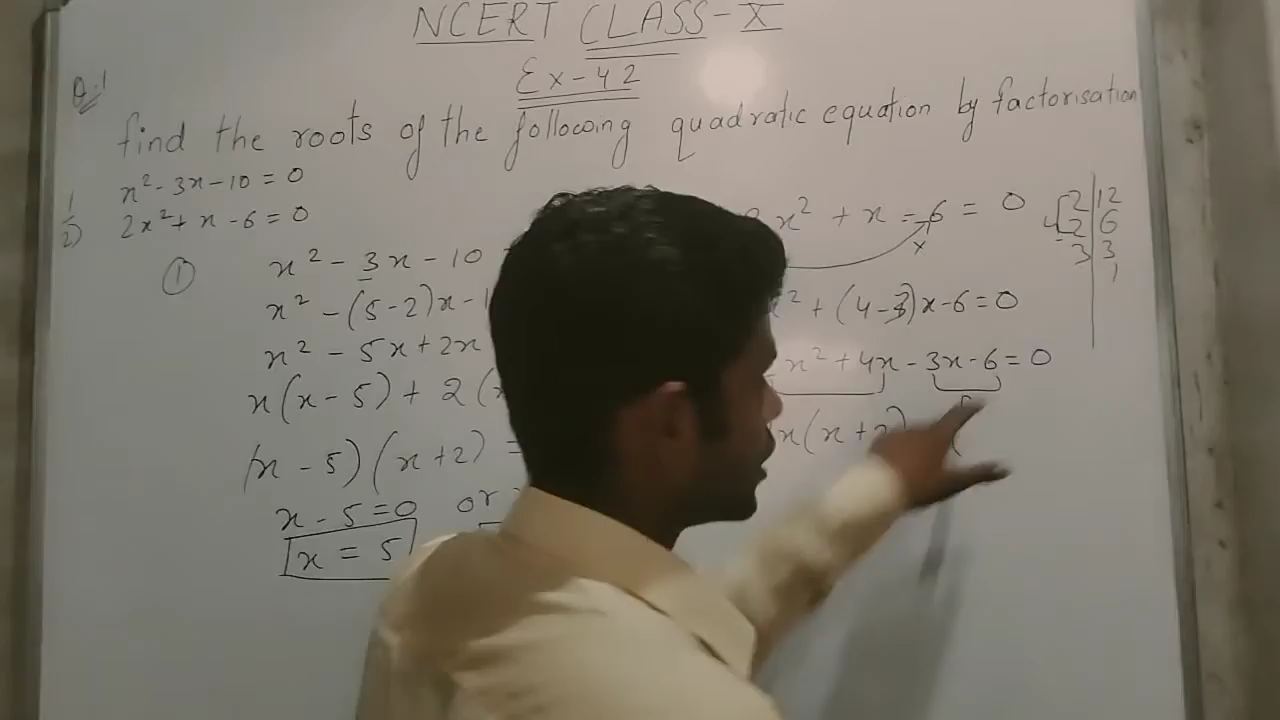 NCERT CLASS-X
Ex-4 2
Q.1
find the roots of the following quadratic equation by factorisation
1 x² - 3x - 10 = 0
2) 2x² + x - 6 = 0
① x² - 3x - 10
x² - (5-2)x - 1
x² - 5x + 2x
x(x - 5) + 2(
(x - 5)(x+2) =
x - 5 = 0 or
x = 5
x² + x - 6 = 0
x
x² + (4-3)x - 6 = 0
x² + 4x - 3x - 6 = 0
x(x + 2)
2 | 12
2 | 6
3 | 3
1
4